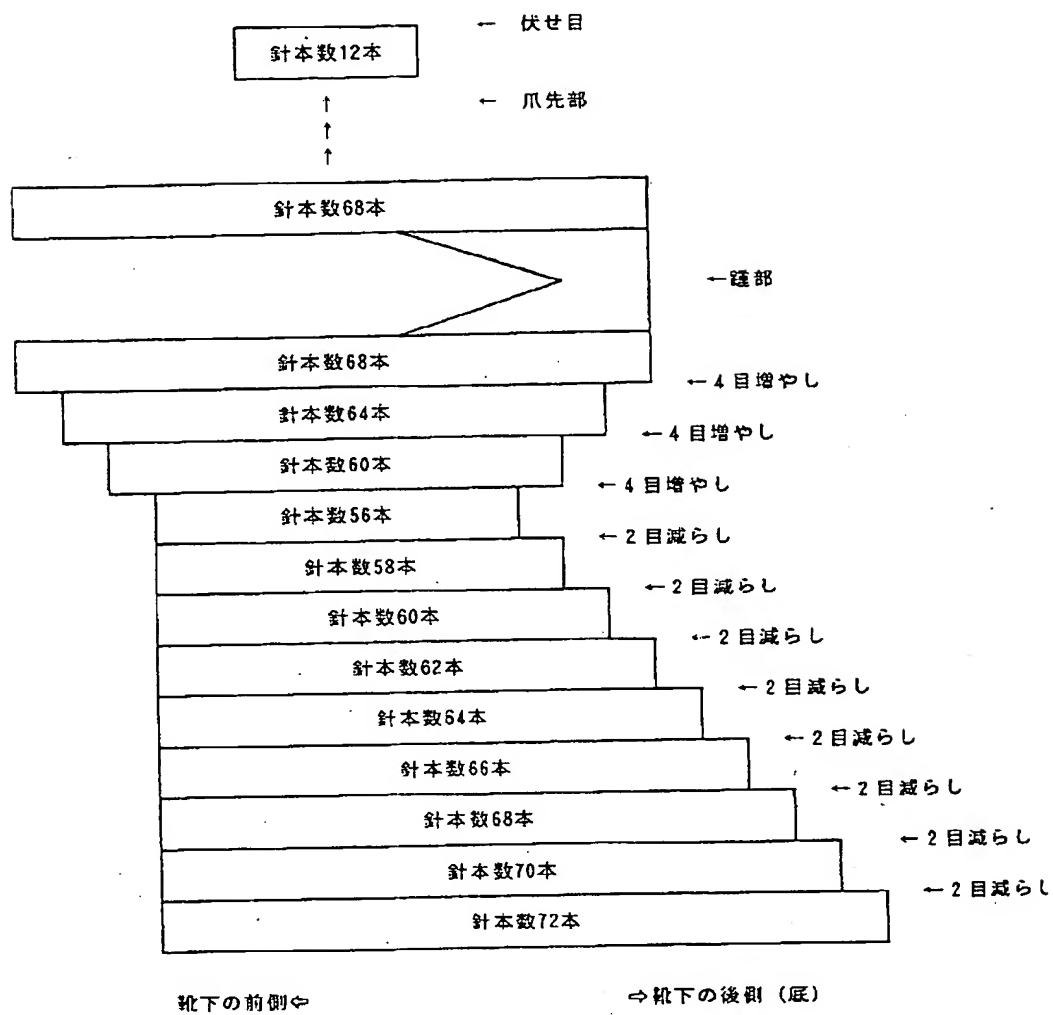 ← 伏せ目
針本数12本
← 爪先部
↑
↑
↑
針本数68本
←踵部
針本数68本
←4目増やし
針本数64本
←4目増やし
針本数60本
←4目増やし
針本数56本
←2目減らし
針本数58本
←2目減らし
針本数60本
←2目減らし
針本数62本
←2目減らし
針本数64本
←2目減らし
針本数66本
←2目減らし
針本数68本
←2目減らし
針本数70本
←2目減らし
針本数72本
靴下の前側⇦ ⇨靴下の後側（底）